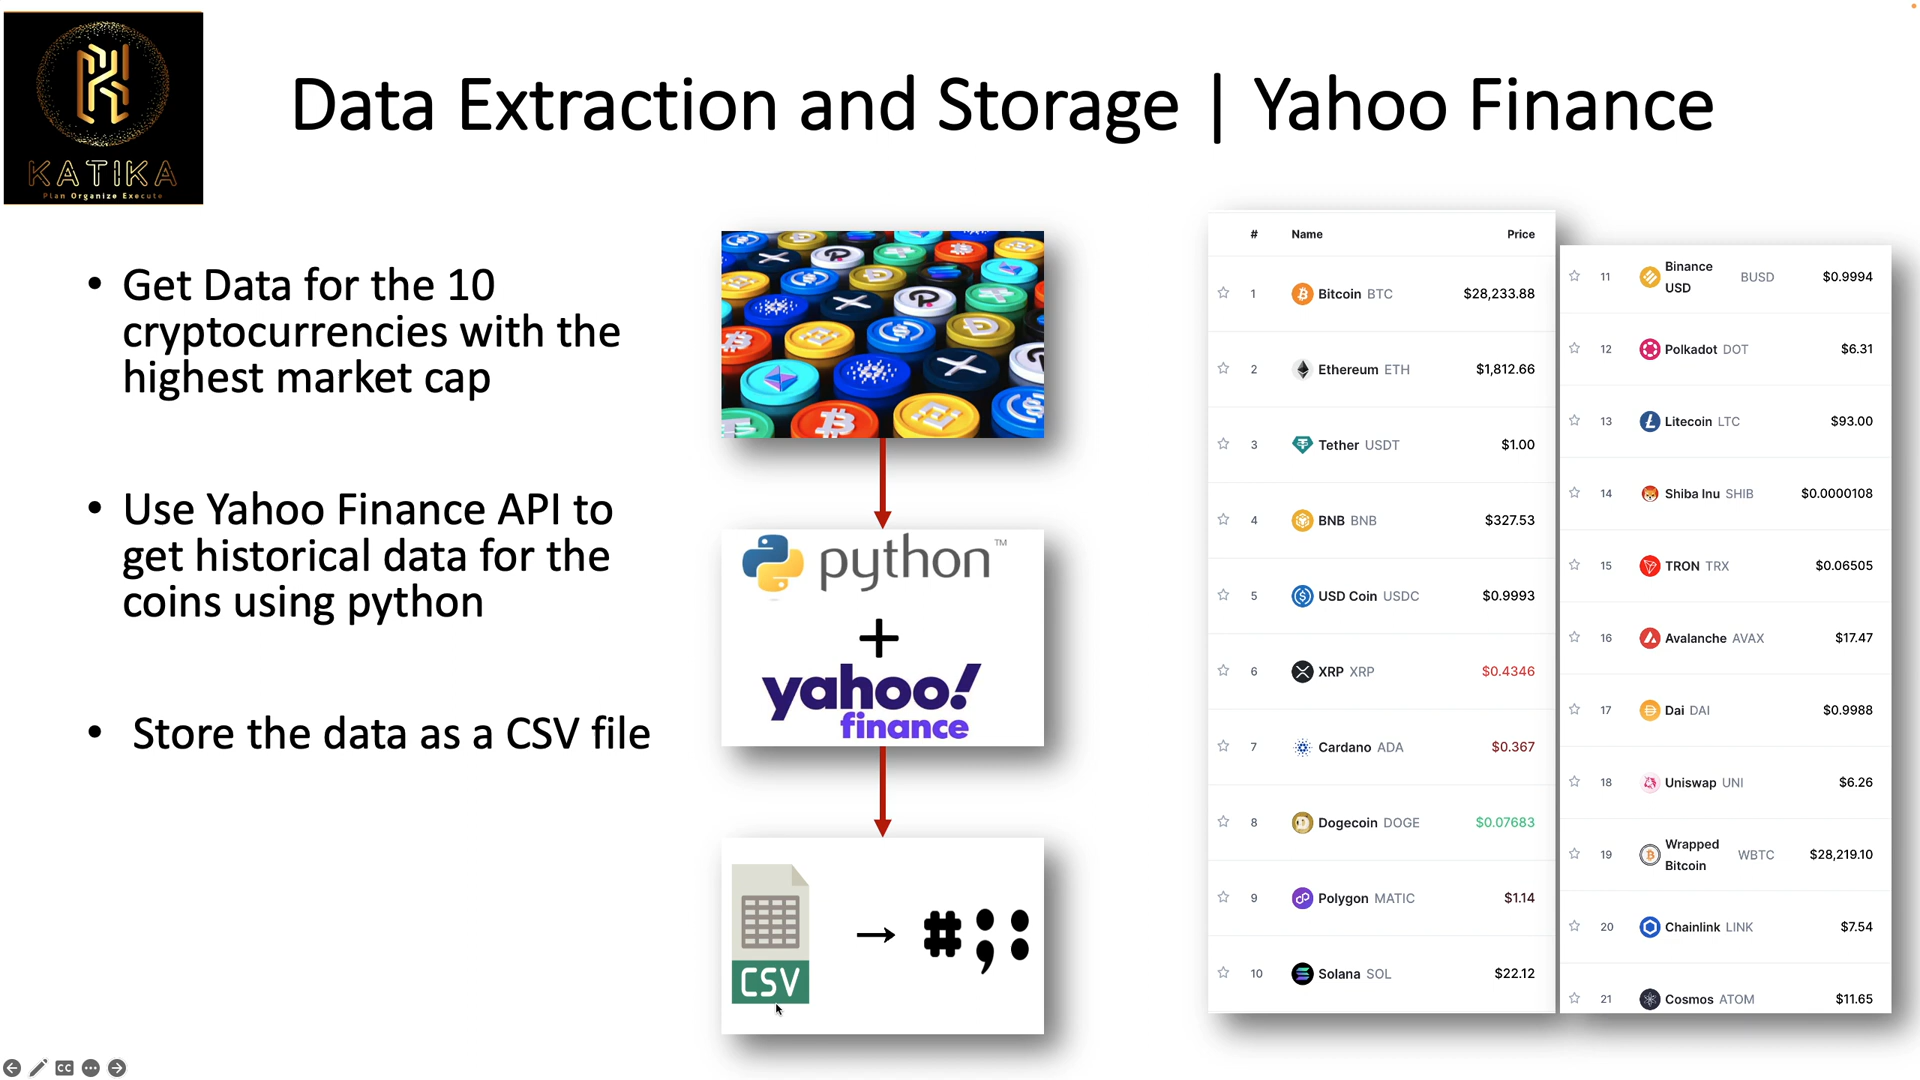 KATIKA
Plan Organize Execute
Data Extraction and Storage | Yahoo Finance
• Get Data for the 10
cryptocurrencies with the
highest market cap
• Use Yahoo Finance API to
get historical data for the
coins using python
• Store the data as a CSV file
python™
+
yahoo!
finance
CSV → #;:
# Name Price
1 Bitcoin BTC $28,233.88
2 Ethereum ETH $1,812.66
3 Tether USDT $1.00
4 BNB BNB $327.53
5 USD Coin USDC $0.9993
6 XRP XRP $0.4346
7 Cardano ADA $0.367
8 Dogecoin DOGE $0.07683
9 Polygon MATIC $1.14
10 Solana SOL $22.12
11 Binance USD BUSD $0.9994
12 Polkadot DOT $6.31
13 Litecoin LTC $93.00
14 Shiba Inu SHIB $0.0000108
15 TRON TRX $0.06505
16 Avalanche AVAX $17.47
17 Dai DAI $0.9988
18 Uniswap UNI $6.26
19 Wrapped Bitcoin WBTC $28,219.10
20 Chainlink LINK $7.54
21 Cosmos ATOM $11.65
CC